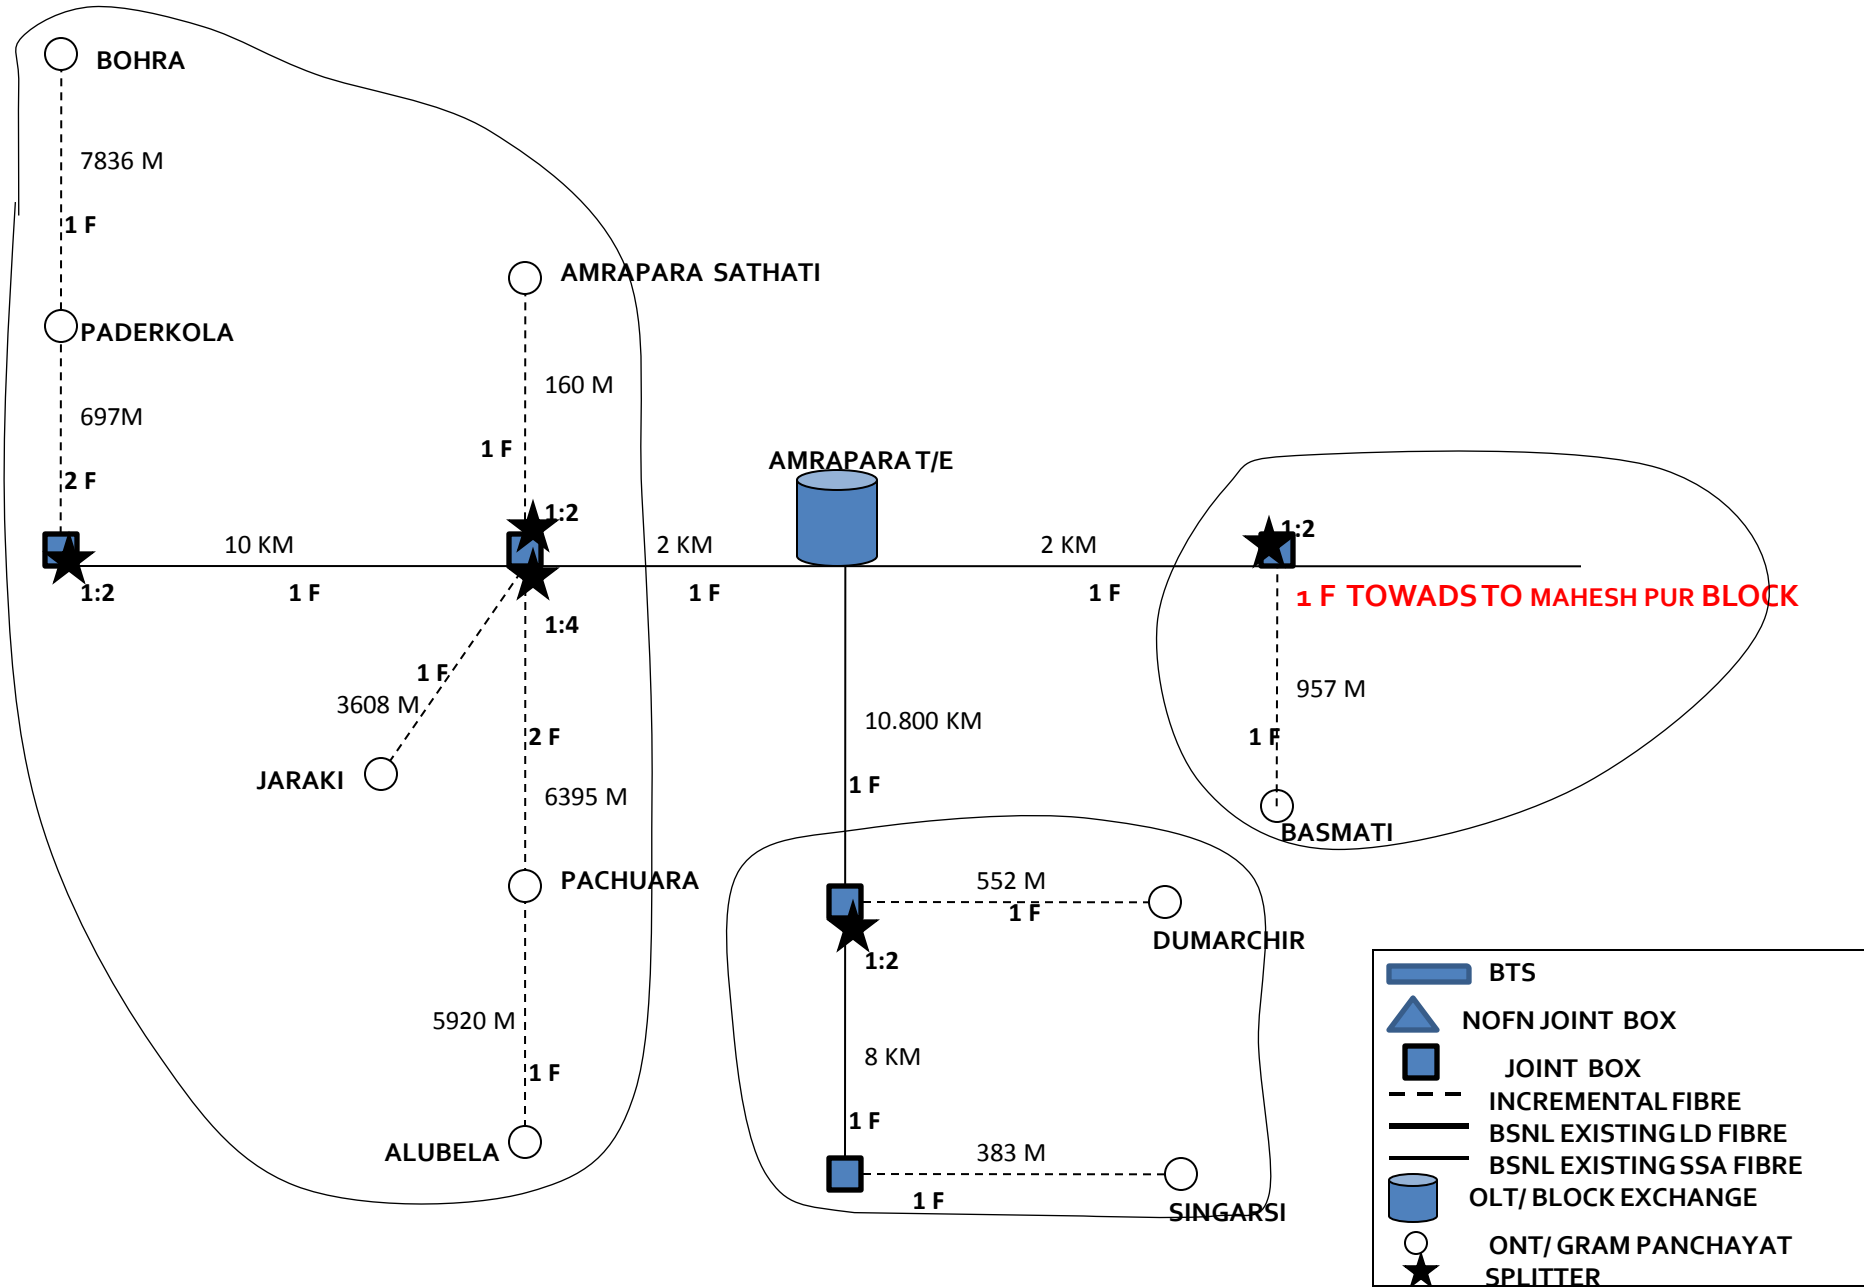 BOHRA
7836 M
1 F
AMRAPARA SATHATI
PADERKOLA
160 M
697M
1 F
2 F
AMRAPARA T/E
1:2
1:2
10 KM
2 KM
2 KM
1:2
1 F
1 F
1 F
1 F TOWADS TO MAHESH PUR BLOCK
1:4
1 F
3608 M
957 M
2 F
10.800 KM
1 F
JARAKI
6395 M
1 F
BASMATI
PACHUARA
552 M
1 F
DUMARCHIR
1:2
5920 M
8 KM
1 F
1 F
ALUBELA
383 M
1 F
SINGARSI
BTS
NOFN JOINT BOX
JOINT BOX
INCREMENTAL FIBRE
BSNL EXISTING LD FIBRE
BSNL EXISTING SSA FIBRE
OLT/ BLOCK EXCHANGE
ONT/ GRAM PANCHAYAT
SPLITTER